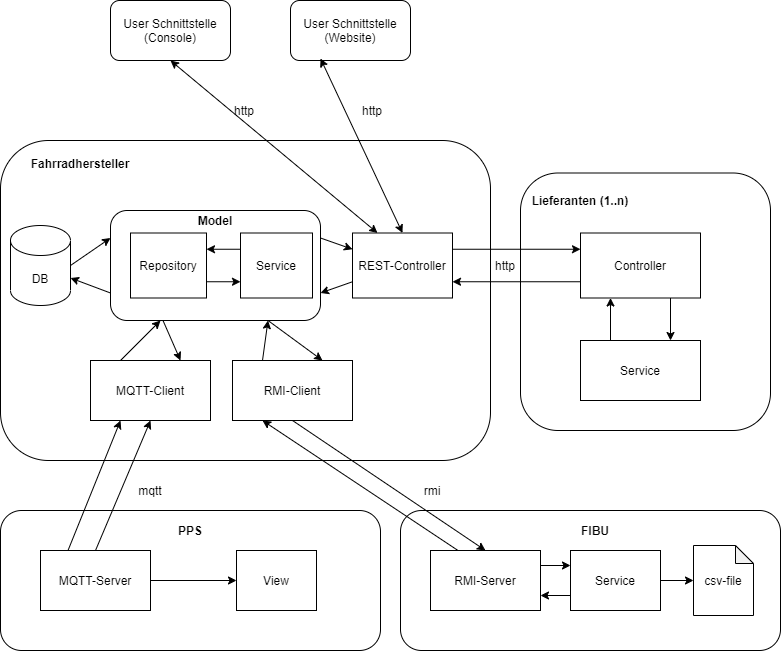 User Schnittstelle
(Console)
User Schnittstelle
(Website)
http
http
Fahrradhersteller
Lieferanten (1..n)
Model
DB
Repository
Service
REST-Controller
http
Controller
Service
MQTT-Client
RMI-Client
mqtt
rmi
PPS
FIBU
MQTT-Server
View
RMI-Server
Service
csv-file